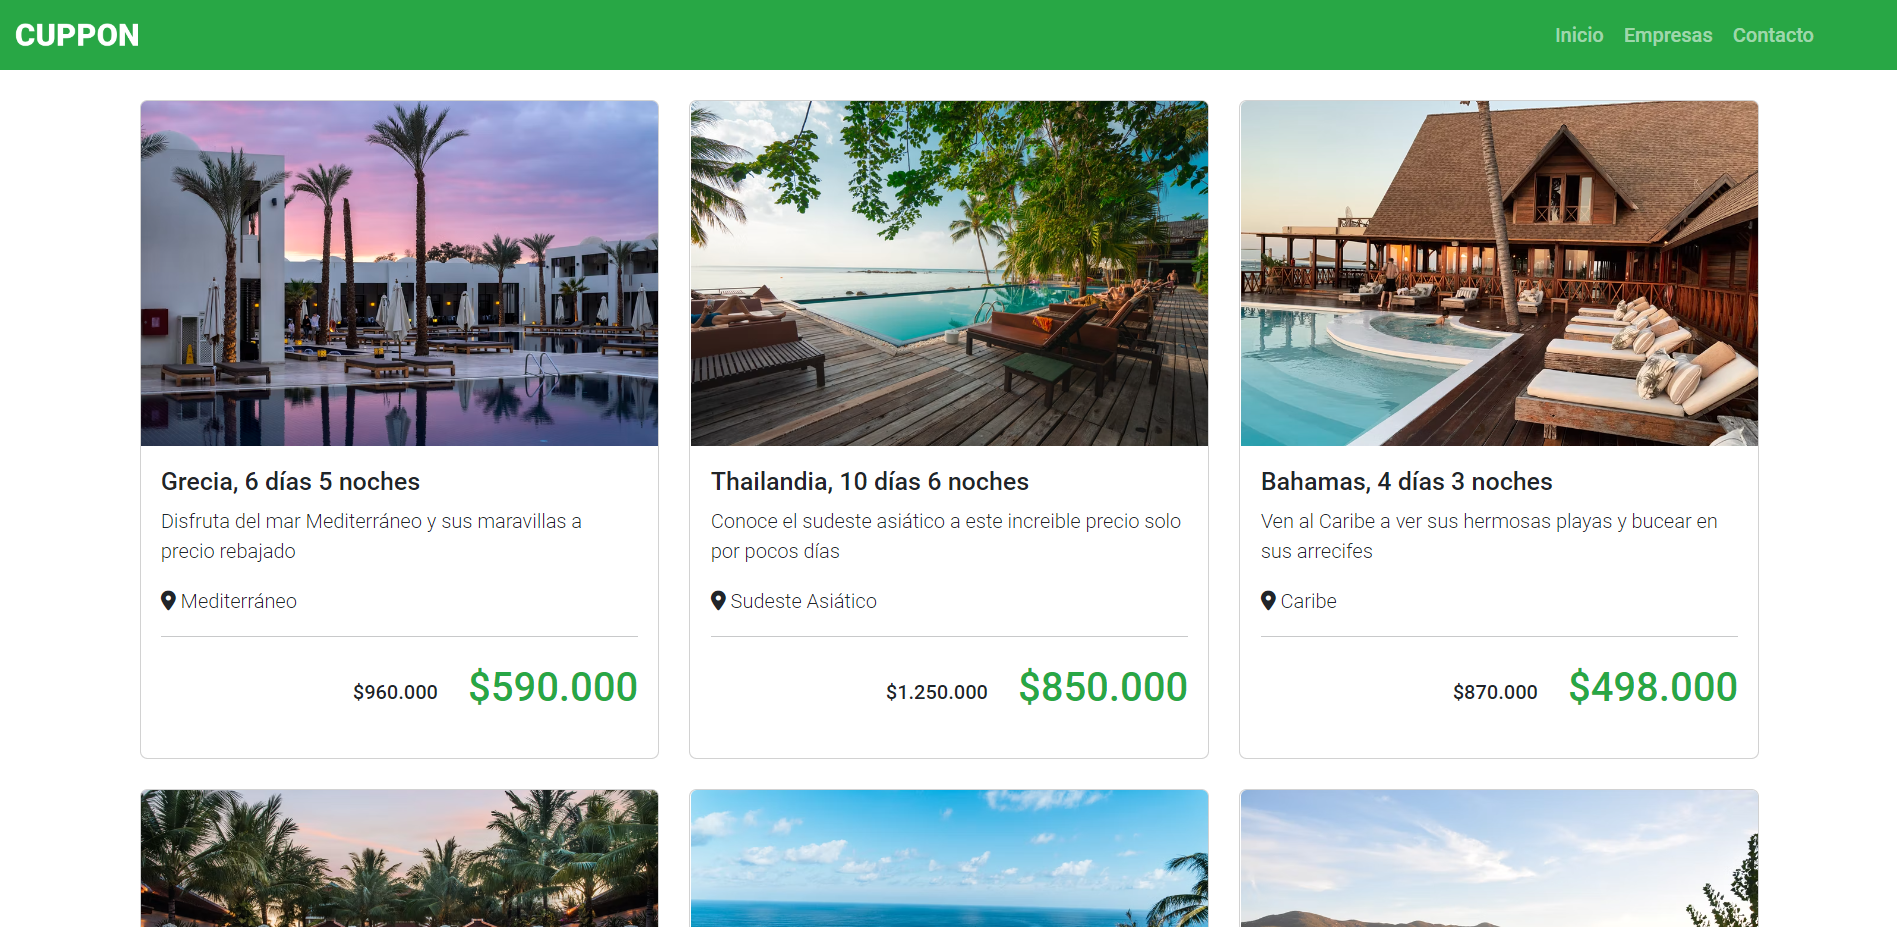 CUPPON
Inicio Empresas Contacto
Grecia, 6 días 5 noches
Disfruta del mar Mediterráneo y sus maravillas a
precio rebajado
Mediterráneo
$960.000 $590.000
Thailandia, 10 días 6 noches
Conoce el sudeste asiático a este increible precio solo
por pocos días
Sudeste Asiático
$1.250.000 $850.000
Bahamas, 4 días 3 noches
Ven al Caribe a ver sus hermosas playas y bucear en
sus arrecifes
Caribe
$870.000 $498.000